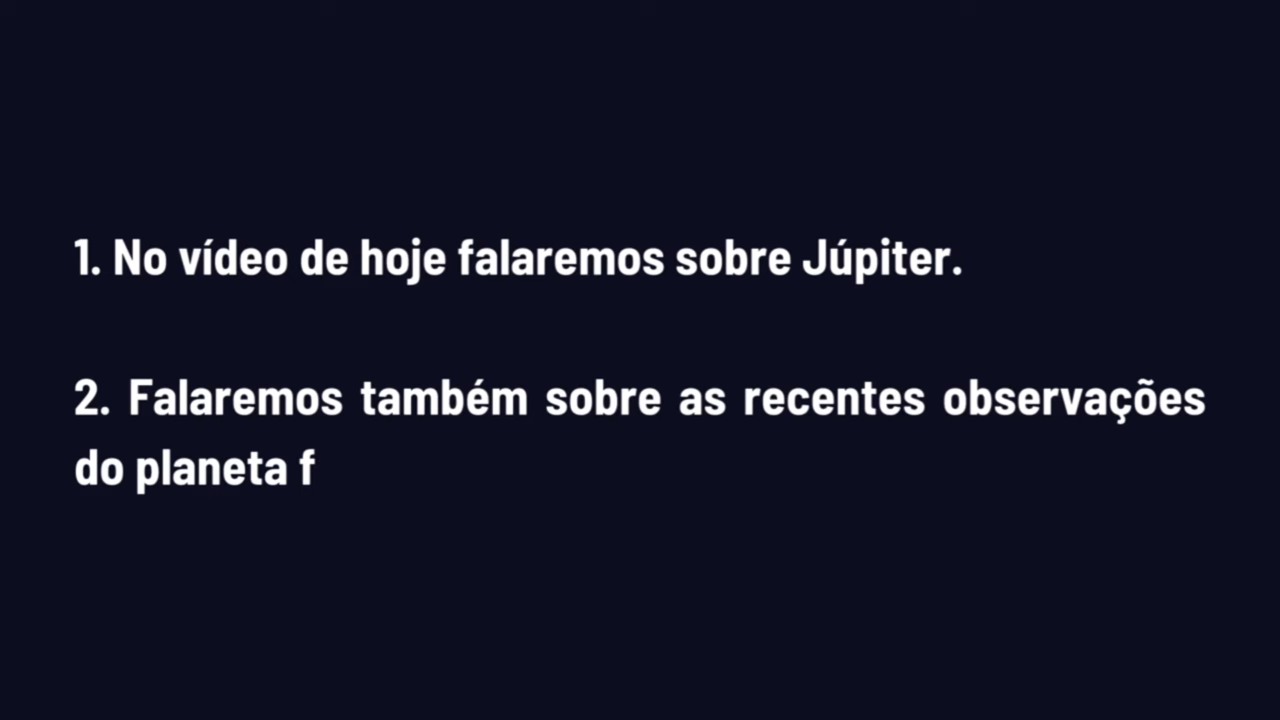 1. No vídeo de hoje falaremos sobre Júpiter.
2. Falaremos também sobre as recentes observações
do planeta f